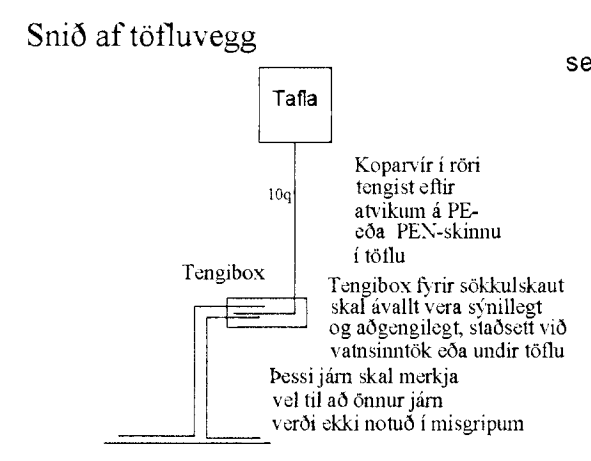 Snið af töfluvegg
se
Tafla
10q
Koparvír í röri
tengist eftir
atvikum á PE-
eða PEN-skinnu
í töflu
Tengibox
Tengibox fyrir sökkulskaut
skal ávallt vera sýnillegt
og aðgengilegt, staðsett við
vatnsinntök eða undir töflu
Þessi járn skal merkja
vel til að önnur járn
verði ekki notuð í misgripum